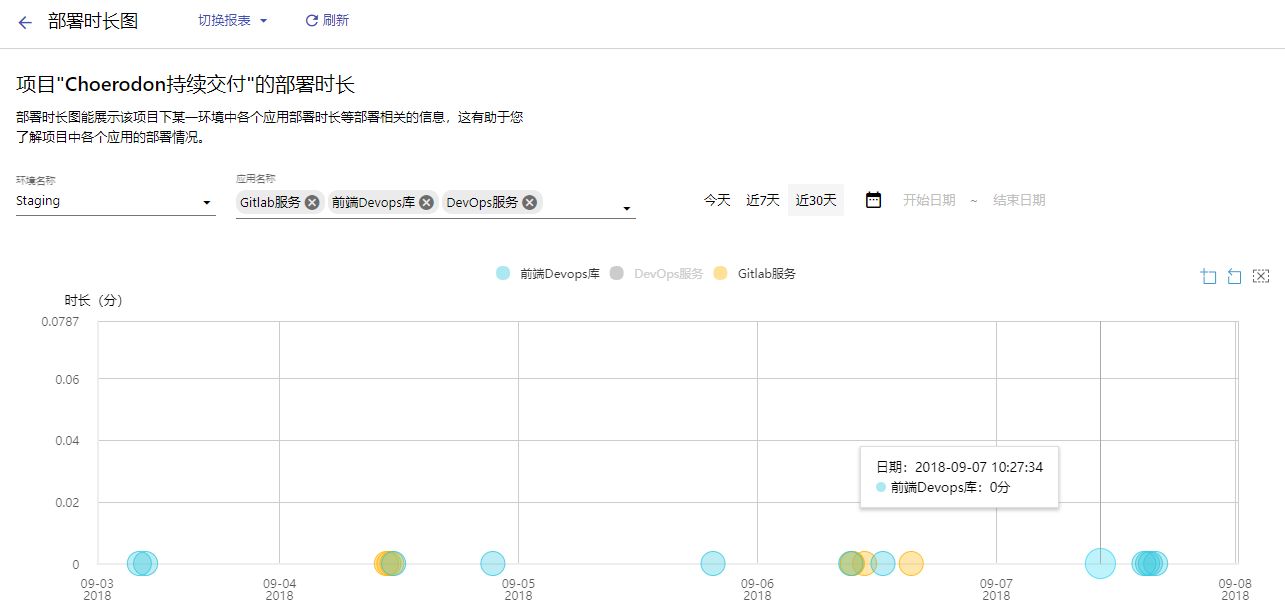 部署时长图
切换报表
刷新
项目"Choerodon持续交付"的部署时长
部署时长图能展示该项目下某一环境中各个应用部署时长等部署相关的信息，这有助于您
了解项目中各个应用的部署情况。
环境名称
Staging
应用名称
Gitlab服务 前端Devops库 DevOps服务
今天 近7天 近30天 开始日期 ~ 结束日期
前端Devops库 DevOps服务 Gitlab服务
时长（分）
0.0787
0.06
0.04
0.02
0
日期：2018-09-07 10:27:34
前端Devops库：0分
09-03 09-04 09-05 09-06 09-07 09-08
2018 2018 2018 2018 2018 2018